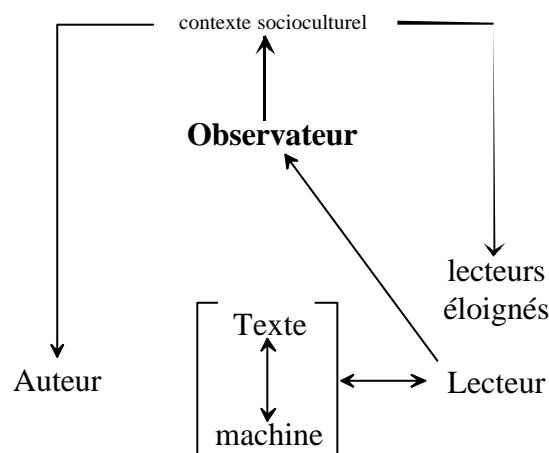 contexte socioculturel
Observateur
lecteurs
éloignés
Texte
Auteur
Lecteur
machine